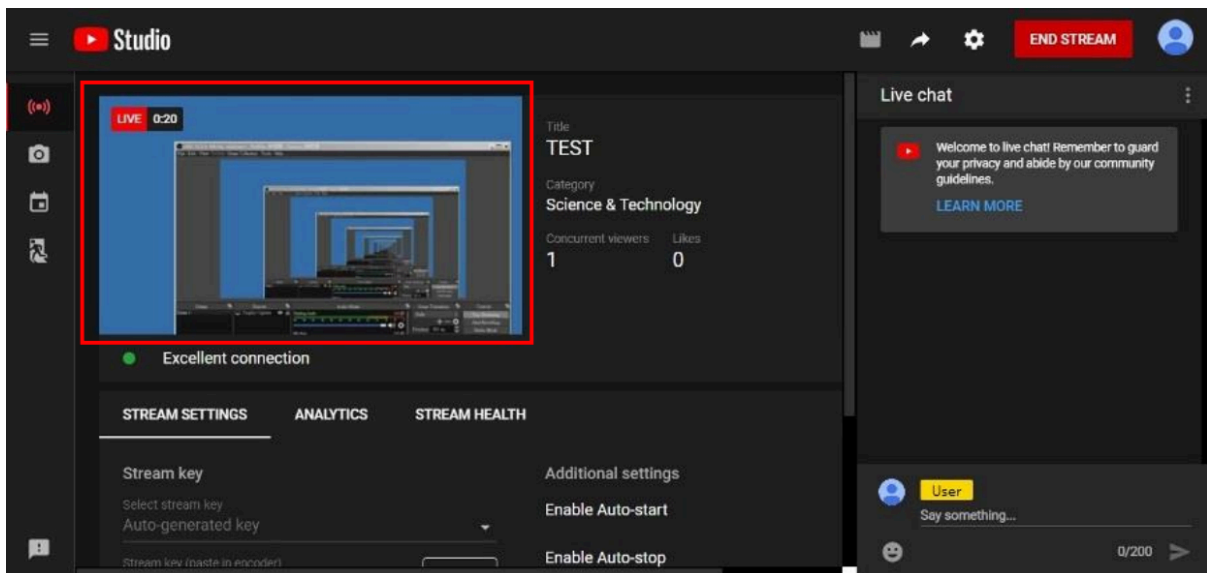 Studio
END STREAM
LIVE 0:20
Title
TEST
Category
Science & Technology
Concurrent viewers Likes
1 0
Excellent connection
STREAM SETTINGS ANALYTICS STREAM HEALTH
Stream key
Select stream key
Auto-generated key
Stream key (paste in encoder)
Additional settings
Enable Auto-start
Enable Auto-stop
Live chat
Welcome to live chat! Remember to guard
your privacy and abide by our community
guidelines.
LEARN MORE
User
Say something...
0/200